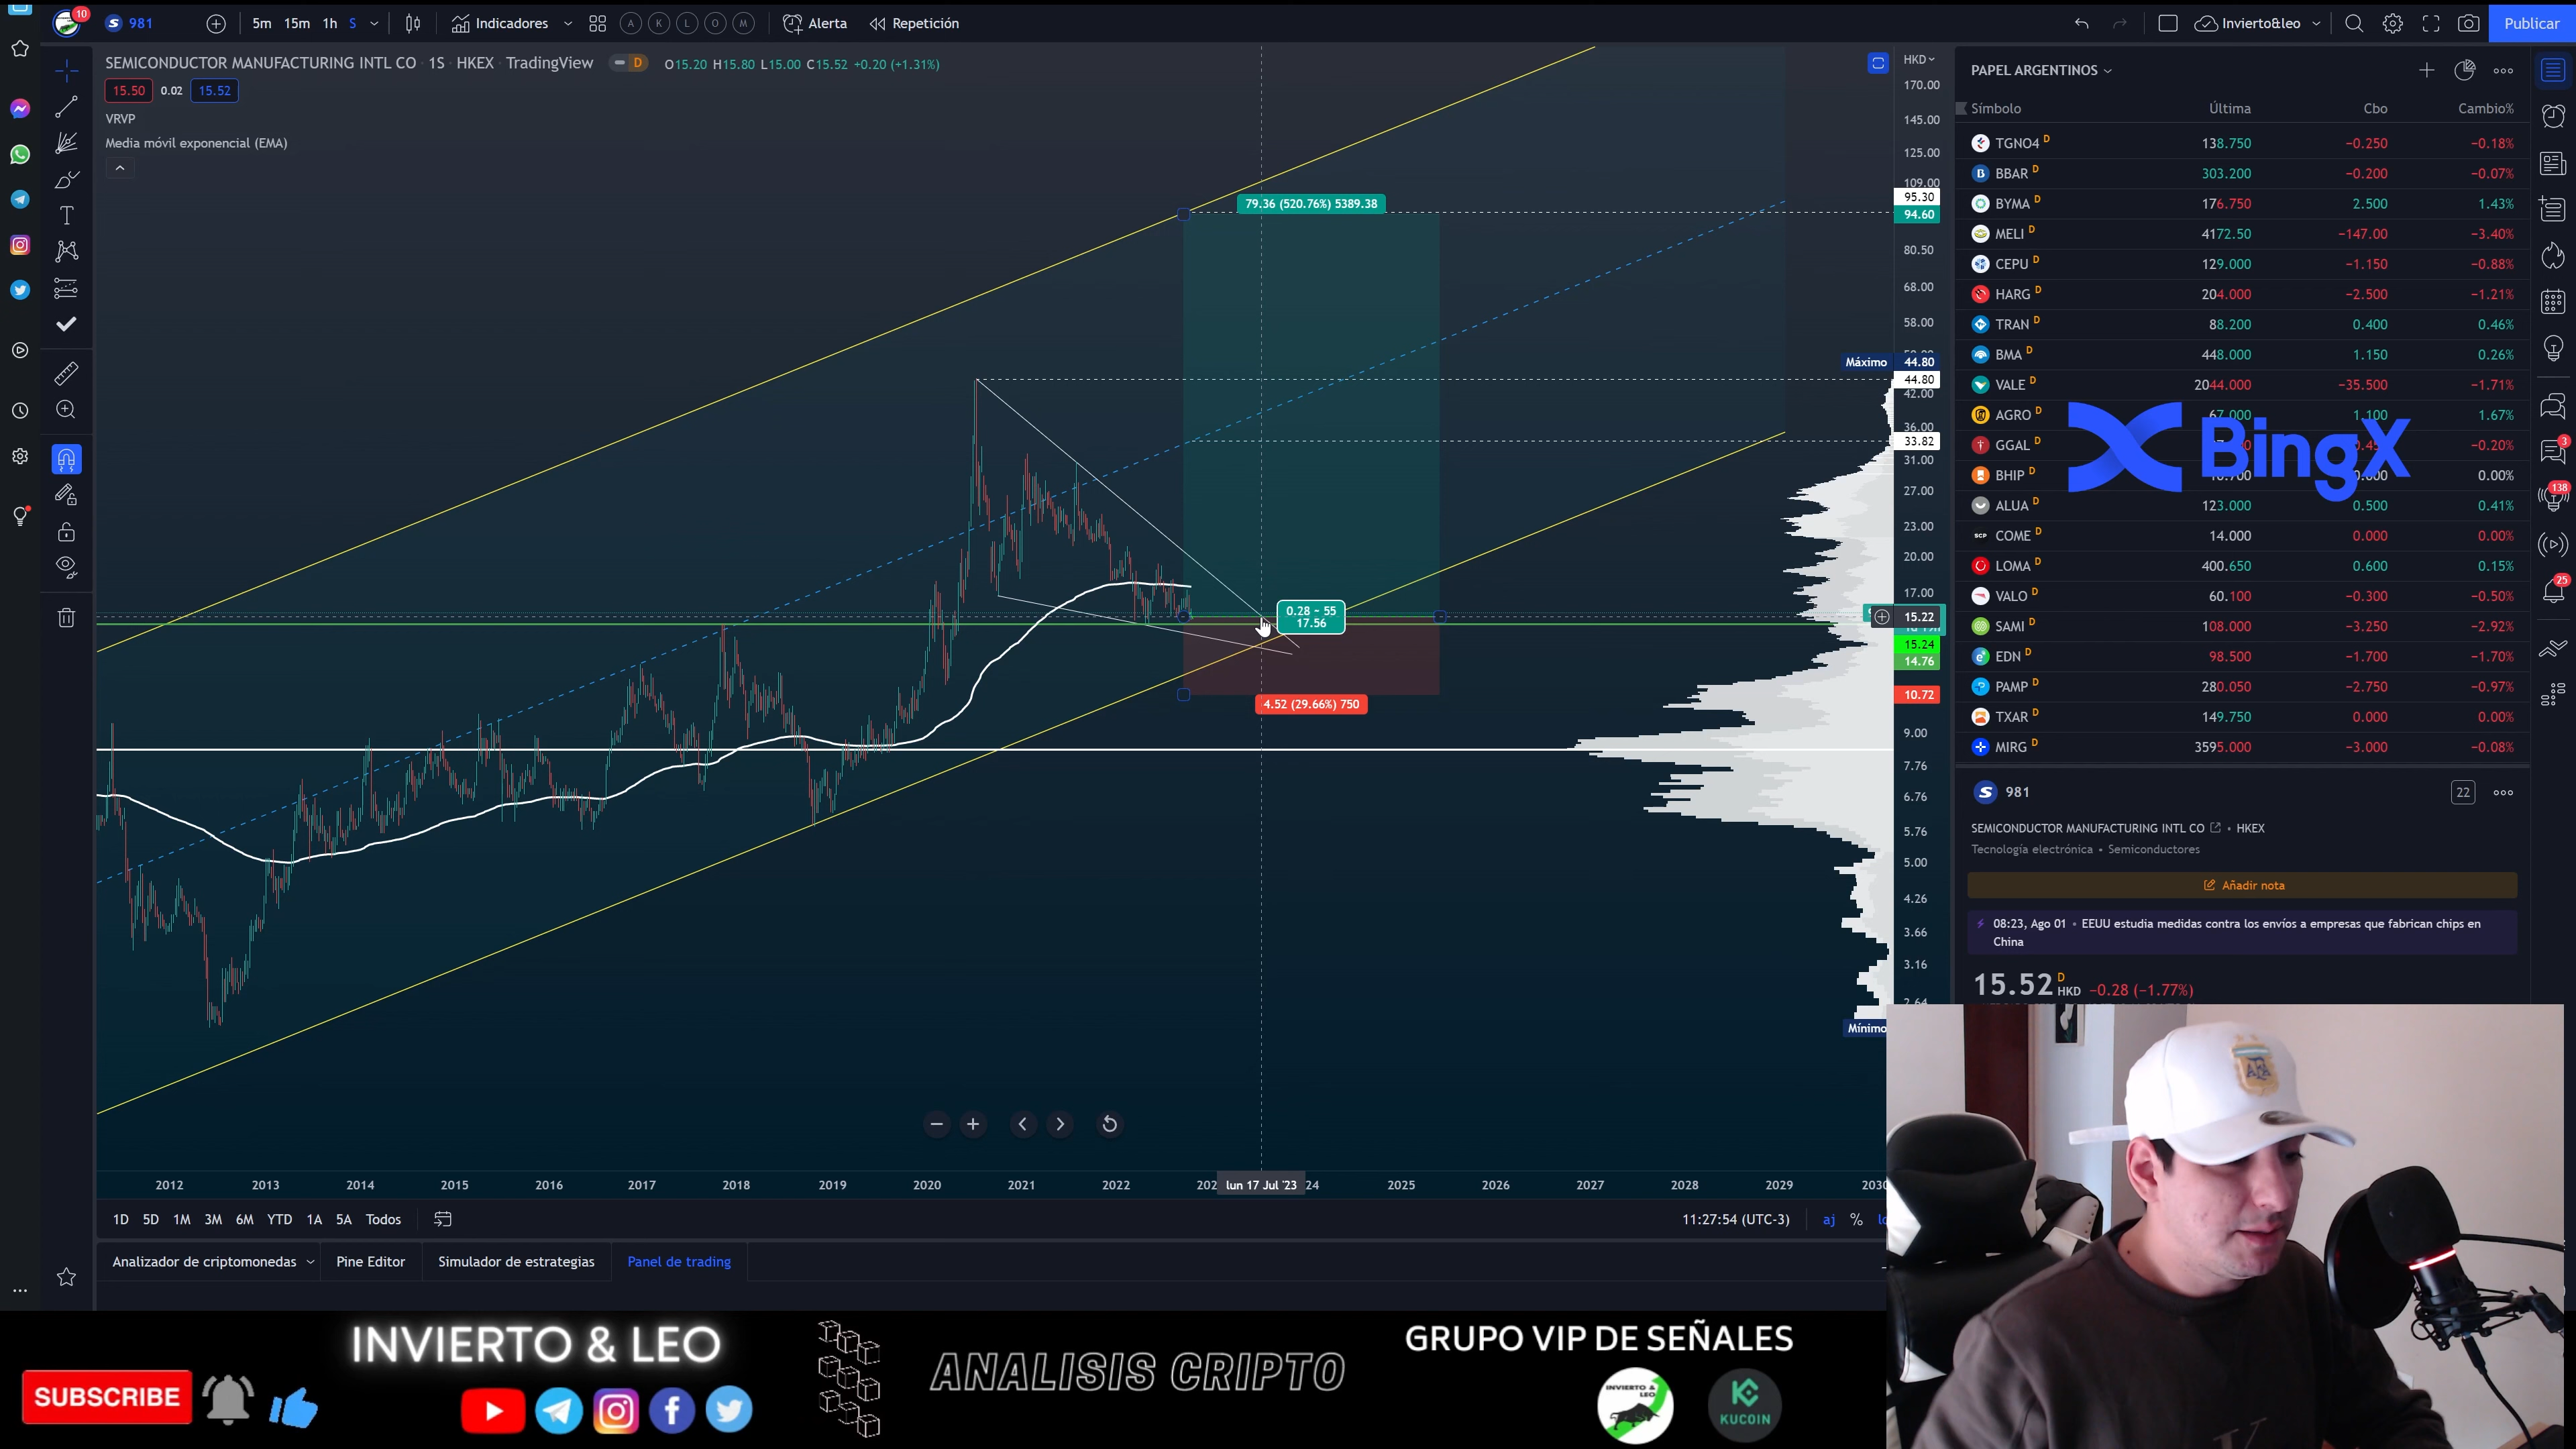 10
S 981
5m 15m 1h S
Indicadores
A K L O M
Alerta
Repetición
Invierto&leo
Publicar
SEMICONDUCTOR MANUFACTURING INTL CO · 1S · HKEX · TradingView
D
O15.20 H15.80 L15.00 C15.52 +0.20 (+1.31%)
15.50 0.02 15.52
VRVP
Media móvil exponencial (EMA)
HKD
170.00
145.00
125.00
109.00
95.30
94.60
80.50
68.00
58.00
Máximo 44.80
44.80
42.00
36.00
33.82
31.00
27.00
23.00
20.00
17.00
15.22
15.24
14.76
10.72
9.00
7.76
6.76
5.76
5.00
4.26
3.66
3.16
2.64
Mínimo
79.36 (520.76%) 5389.38
0.28 ~ 55
17.56
4.52 (29.66%) 750
2012 2013 2014 2015 2016 2017 2018 2019 2020 2021 2022 202 lun 17 Jul '23 24 2025 2026 2027 2028 2029 2030
1D 5D 1M 3M 6M YTD 1A 5A Todos
11:27:54 (UTC-3)
aj %
Analizador de criptomonedas
Pine Editor
Simulador de estrategias
Panel de trading
PAPEL ARGENTINOS
Símbolo Última Cbo Cambio%
TGNO4 D 138.750 −0.250 −0.18%
BBAR D 303.200 −0.200 −0.07%
BYMA D 176.750 2.500 1.43%
MELI D 4172.50 −147.00 −3.40%
CEPU D 129.000 −1.150 −0.88%
HARG D 204.000 −2.500 −1.21%
TRAN D 88.200 0.400 0.46%
BMA D 448.000 1.150 0.26%
VALE D 2044.000 −35.500 −1.71%
AGRO D 67.000 1.100 1.67%
GGAL D −0.20%
BHIP D 0.00%
ALUA D 123.000 0.500 0.41%
COME D 14.000 0.000 0.00%
LOMA D 400.650 0.600 0.15%
VALO D 60.100 −0.300 −0.50%
SAMI D 108.000 −3.250 −2.92%
EDN D 98.500 −1.700 −1.70%
PAMP D 280.050 −2.750 −0.97%
TXAR D 149.750 0.000 0.00%
MIRG D 3595.000 −3.000 −0.08%
BingX
3
138
25
S 981
22
SEMICONDUCTOR MANUFACTURING INTL CO • HKEX
Tecnología electrónica • Semiconductores
Añadir nota
08:23, Ago 01 • EEUU estudia medidas contra los envíos a empresas que fabrican chips en
China
15.52 D HKD −0.28 (−1.77%)
AFA
SUBSCRIBE
INVIERTO & LEO
ANALISIS CRIPTO
GRUPO VIP DE SEÑALES
INVIERTO & LEO
KUCOIN